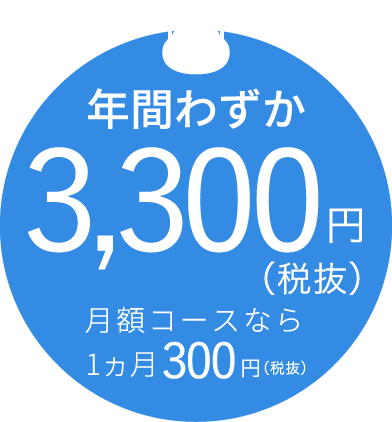 年間わずか
3,300円
（税抜）
月額コースなら
1ヵ月300円（税抜）